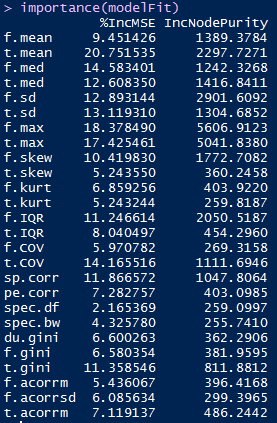 > importance(modelFit)
%IncMSE IncNodePurity
f.mean 9.451426 1389.3784
t.mean 20.751535 2297.7271
f.med 14.583401 1242.3268
t.med 12.608350 1416.8411
f.sd 12.893144 2901.6092
t.sd 13.119310 1304.6852
f.max 18.378490 5606.9123
t.max 17.425461 5041.8380
f.skew 10.419830 1772.7082
t.skew 5.243550 360.2458
f.kurt 6.859256 403.9220
t.kurt 5.243244 259.8187
f.IQR 11.246614 2050.5187
t.IQR 8.040497 454.2960
f.COV 5.970782 269.3158
t.COV 14.165516 1111.6946
sp.corr 11.866572 1047.8064
pe.corr 7.282757 403.0985
spec.df 2.165369 259.0997
spec.bw 4.325780 255.7410
du.gini 6.600263 362.2906
f.gini 6.580354 381.9595
t.gini 11.358546 811.8812
f.acorrm 5.436067 396.4168
f.acorrsd 6.085634 299.3965
t.acorrm 7.119137 486.2442